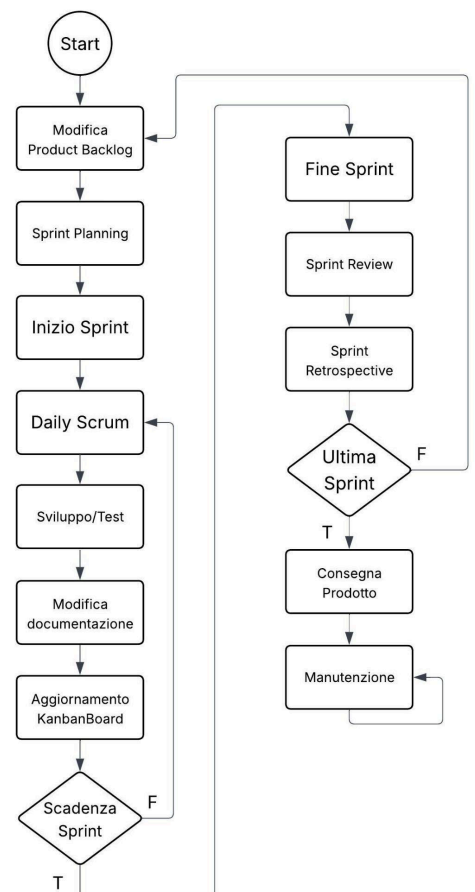 Start
Modifica
Product Backlog
Sprint Planning
Inizio Sprint
Daily Scrum
Sviluppo/Test
Modifica
documentazione
Aggiornamento
KanbanBoard
Scadenza
Sprint
F
T
Fine Sprint
Sprint Review
Sprint
Retrospective
Ultima
Sprint
F
T
Consegna
Prodotto
Manutenzione